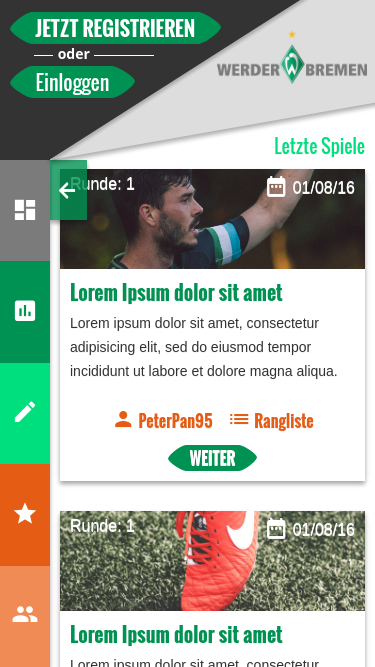 JETZT REGISTRIEREN
oder
Einloggen
WERDER BREMEN
Letzte Spiele
Runde: 1
01/08/16
Lorem Ipsum dolor sit amet
Lorem ipsum dolor sit amet, consectetur
adipisicing elit, sed do eiusmod tempor
incididunt ut labore et dolore magna aliqua.
PeterPan95 Rangliste
WEITER
Runde: 1
01/08/16
Lorem Ipsum dolor sit amet
Lorem ipsum dolor sit amet, consectetur